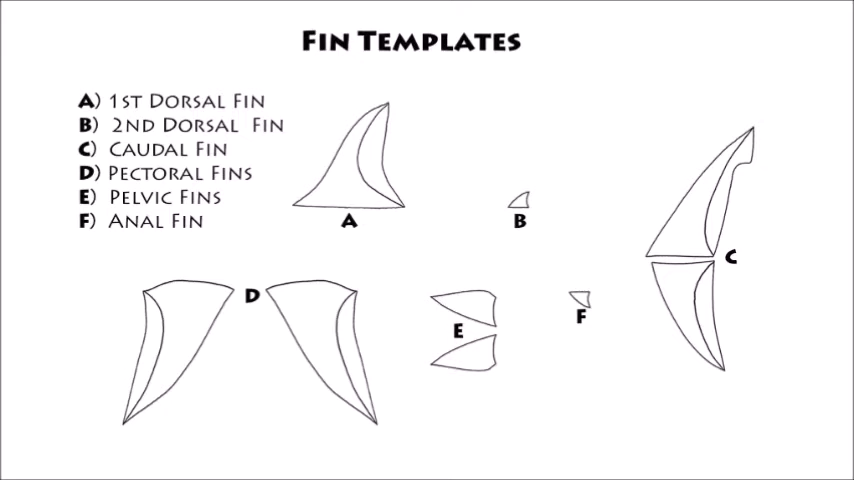 Fin Templates
A) 1st Dorsal Fin
B) 2nd Dorsal Fin
C) Caudal Fin
D) Pectoral Fins
E) Pelvic Fins
F) Anal Fin
A
B
C
D
E
F